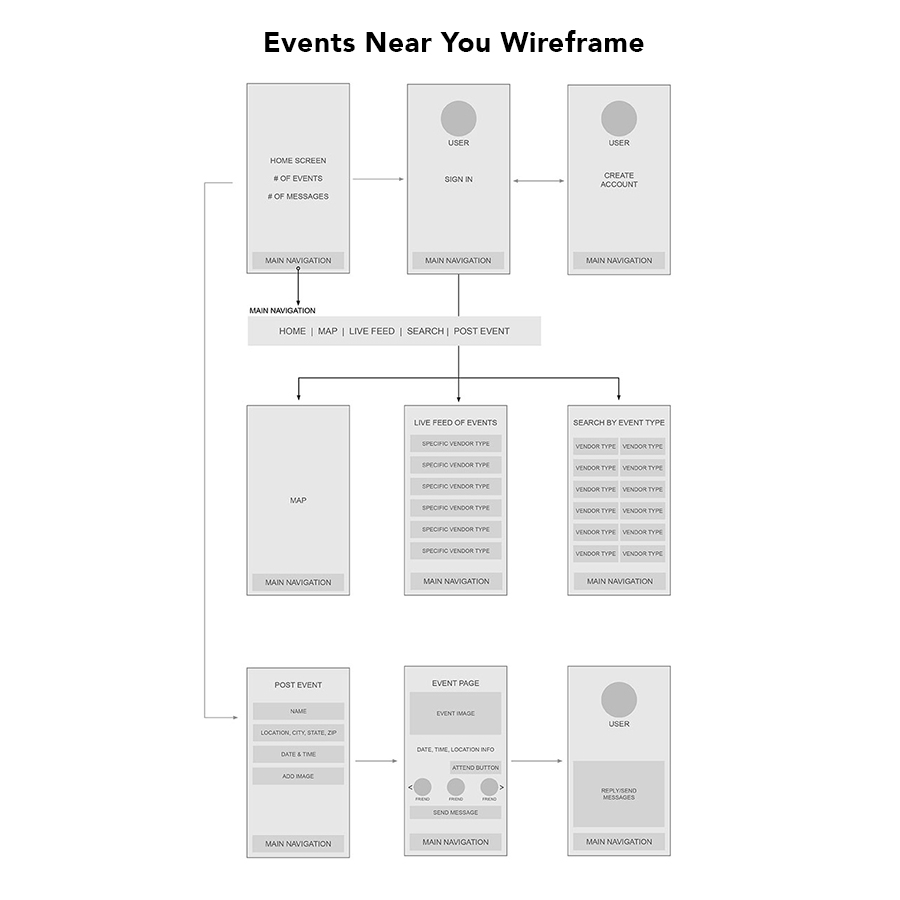 Events Near You Wireframe
HOME SCREEN
# OF EVENTS
# OF MESSAGES
MAIN NAVIGATION
USER
SIGN IN
MAIN NAVIGATION
USER
CREATE
ACCOUNT
MAIN NAVIGATION
MAIN NAVIGATION
HOME | MAP | LIVE FEED | SEARCH | POST EVENT
MAP
MAIN NAVIGATION
LIVE FEED OF EVENTS
SPECIFIC VENDOR TYPE
SPECIFIC VENDOR TYPE
SPECIFIC VENDOR TYPE
SPECIFIC VENDOR TYPE
SPECIFIC VENDOR TYPE
SPECIFIC VENDOR TYPE
MAIN NAVIGATION
SEARCH BY EVENT TYPE
VENDOR TYPE VENDOR TYPE
VENDOR TYPE VENDOR TYPE
VENDOR TYPE VENDOR TYPE
VENDOR TYPE VENDOR TYPE
VENDOR TYPE VENDOR TYPE
VENDOR TYPE VENDOR TYPE
MAIN NAVIGATION
POST EVENT
NAME
LOCATION, CITY, STATE, ZIP
DATE & TIME
ADD IMAGE
MAIN NAVIGATION
EVENT PAGE
EVENT IMAGE
DATE, TIME, LOCATION INFO
ATTEND BUTTON
< >
FRIEND FRIEND FRIEND
SEND MESSAGE
MAIN NAVIGATION
USER
REPLY/SEND
MESSAGES
MAIN NAVIGATION